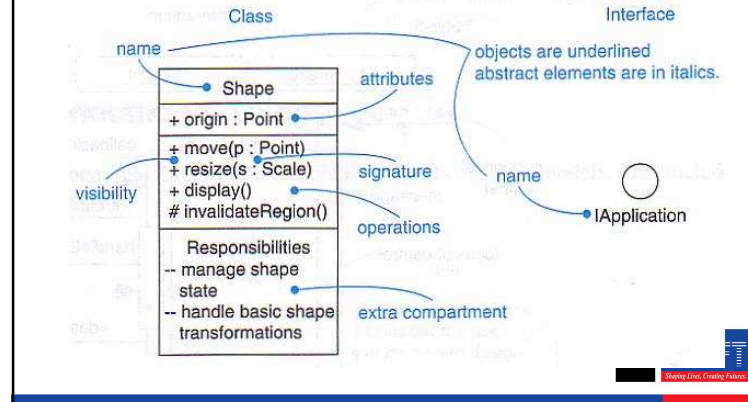 Class
Interface
name
objects are underlined
abstract elements are in italics.
Shape
attributes
+ origin : Point
+ move(p : Point)
+ resize(s : Scale)
+ display()
# invalidateRegion()
visibility
signature
operations
name
IApplication
Responsibilities
-- manage shape
state
-- handle basic shape
transformations
extra compartment
Shaping Lives, Creating Futures.